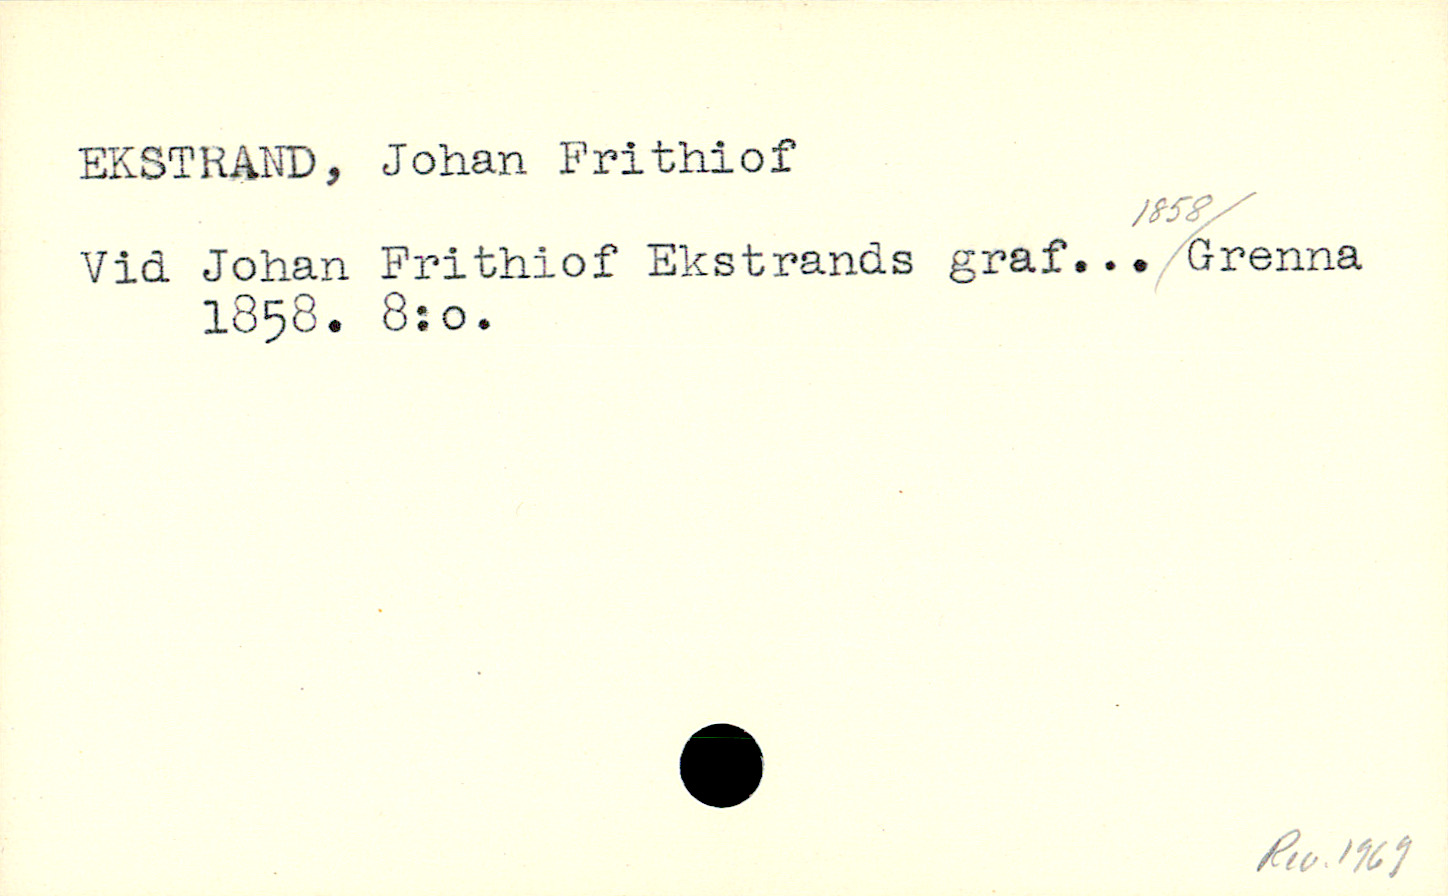 EKSTRAND, Johan Frithiof
1858/
Vid Johan Frithiof Ekstrands graf... Grenna
1858. 8:o.
Rev. 1969